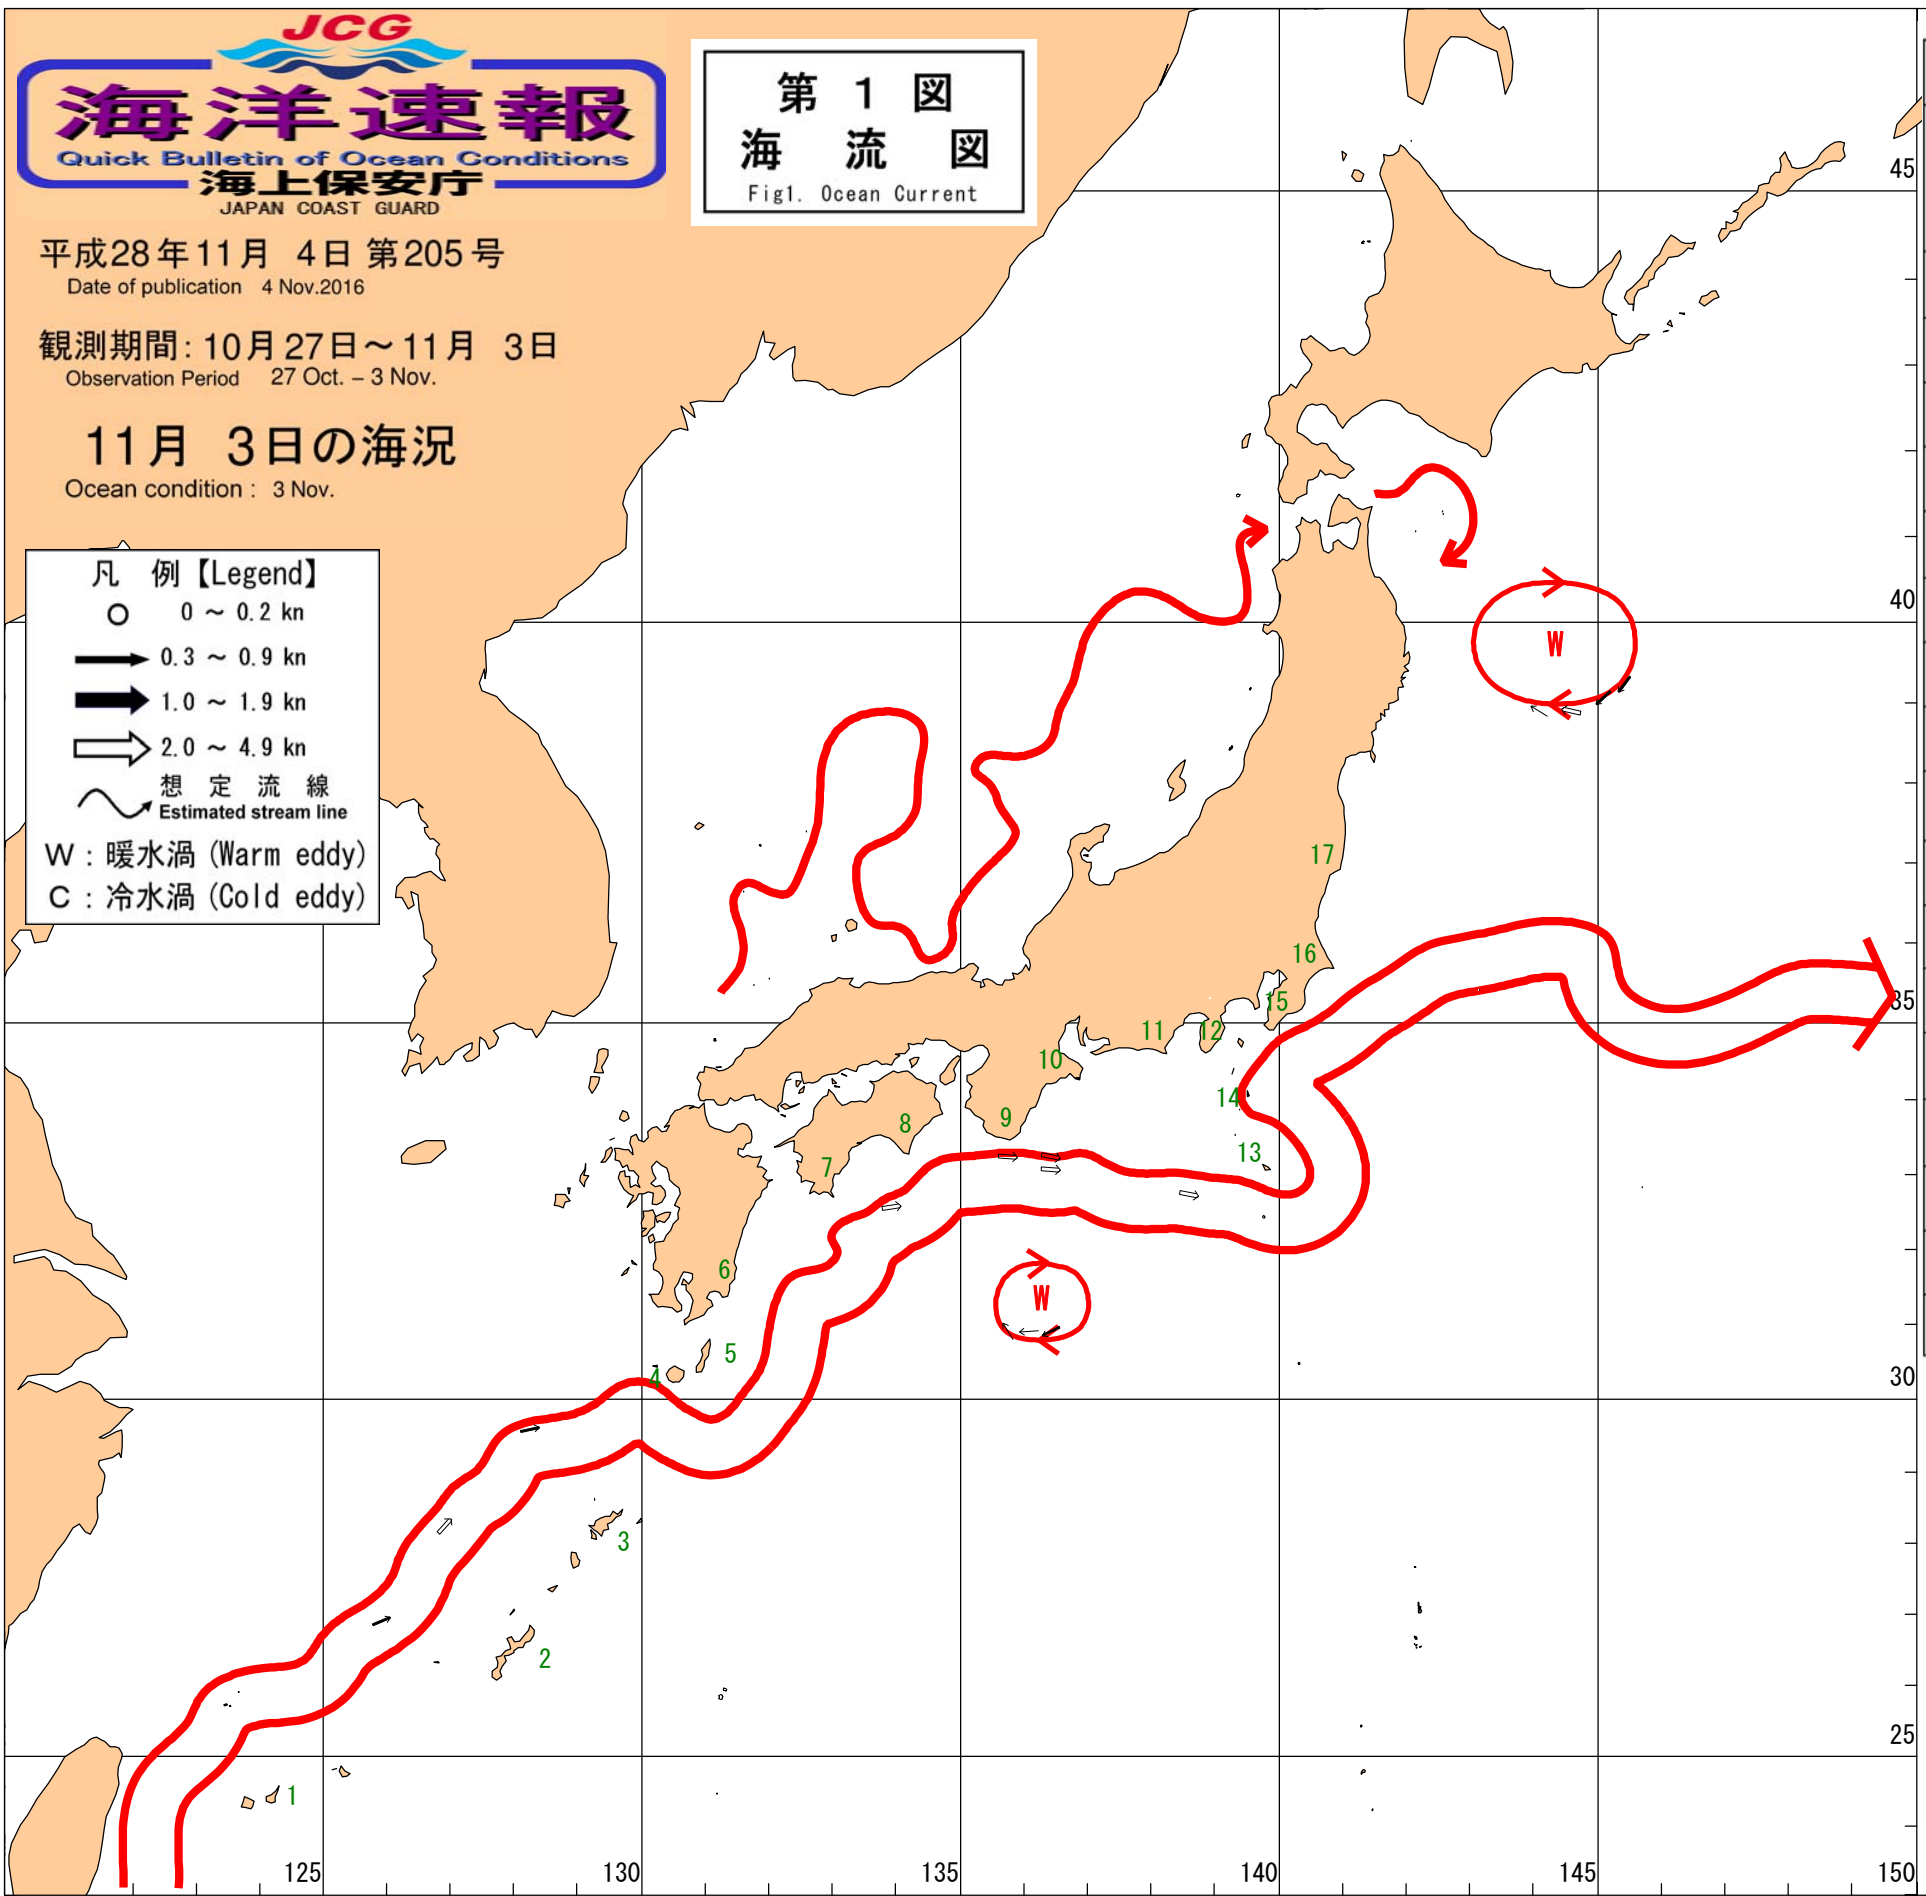 JCG
海洋速報
Quick Bulletin of Ocean Conditions
海上保安庁
JAPAN COAST GUARD
第 1 図
海 流 図
Fig1. Ocean Current
平成28年11月 4日 第205号
Date of publication 4 Nov.2016
観測期間: 10月27日～11月 3日
Observation Period 27 Oct. – 3 Nov.
11月 3日の海況
Ocean condition : 3 Nov.
凡 例【Legend】
0 ～ 0.2 kn
0.3 ～ 0.9 kn
1.0 ～ 1.9 kn
2.0 ～ 4.9 kn
想 定 流 線
Estimated stream line
W : 暖水渦 (Warm eddy)
C : 冷水渦 (Cold eddy)
45
40
W
17
16
35
15
11
12
10
14
9
8
13
7
6
W
5
4
30
3
2
25
1
125
130
135
140
145
150